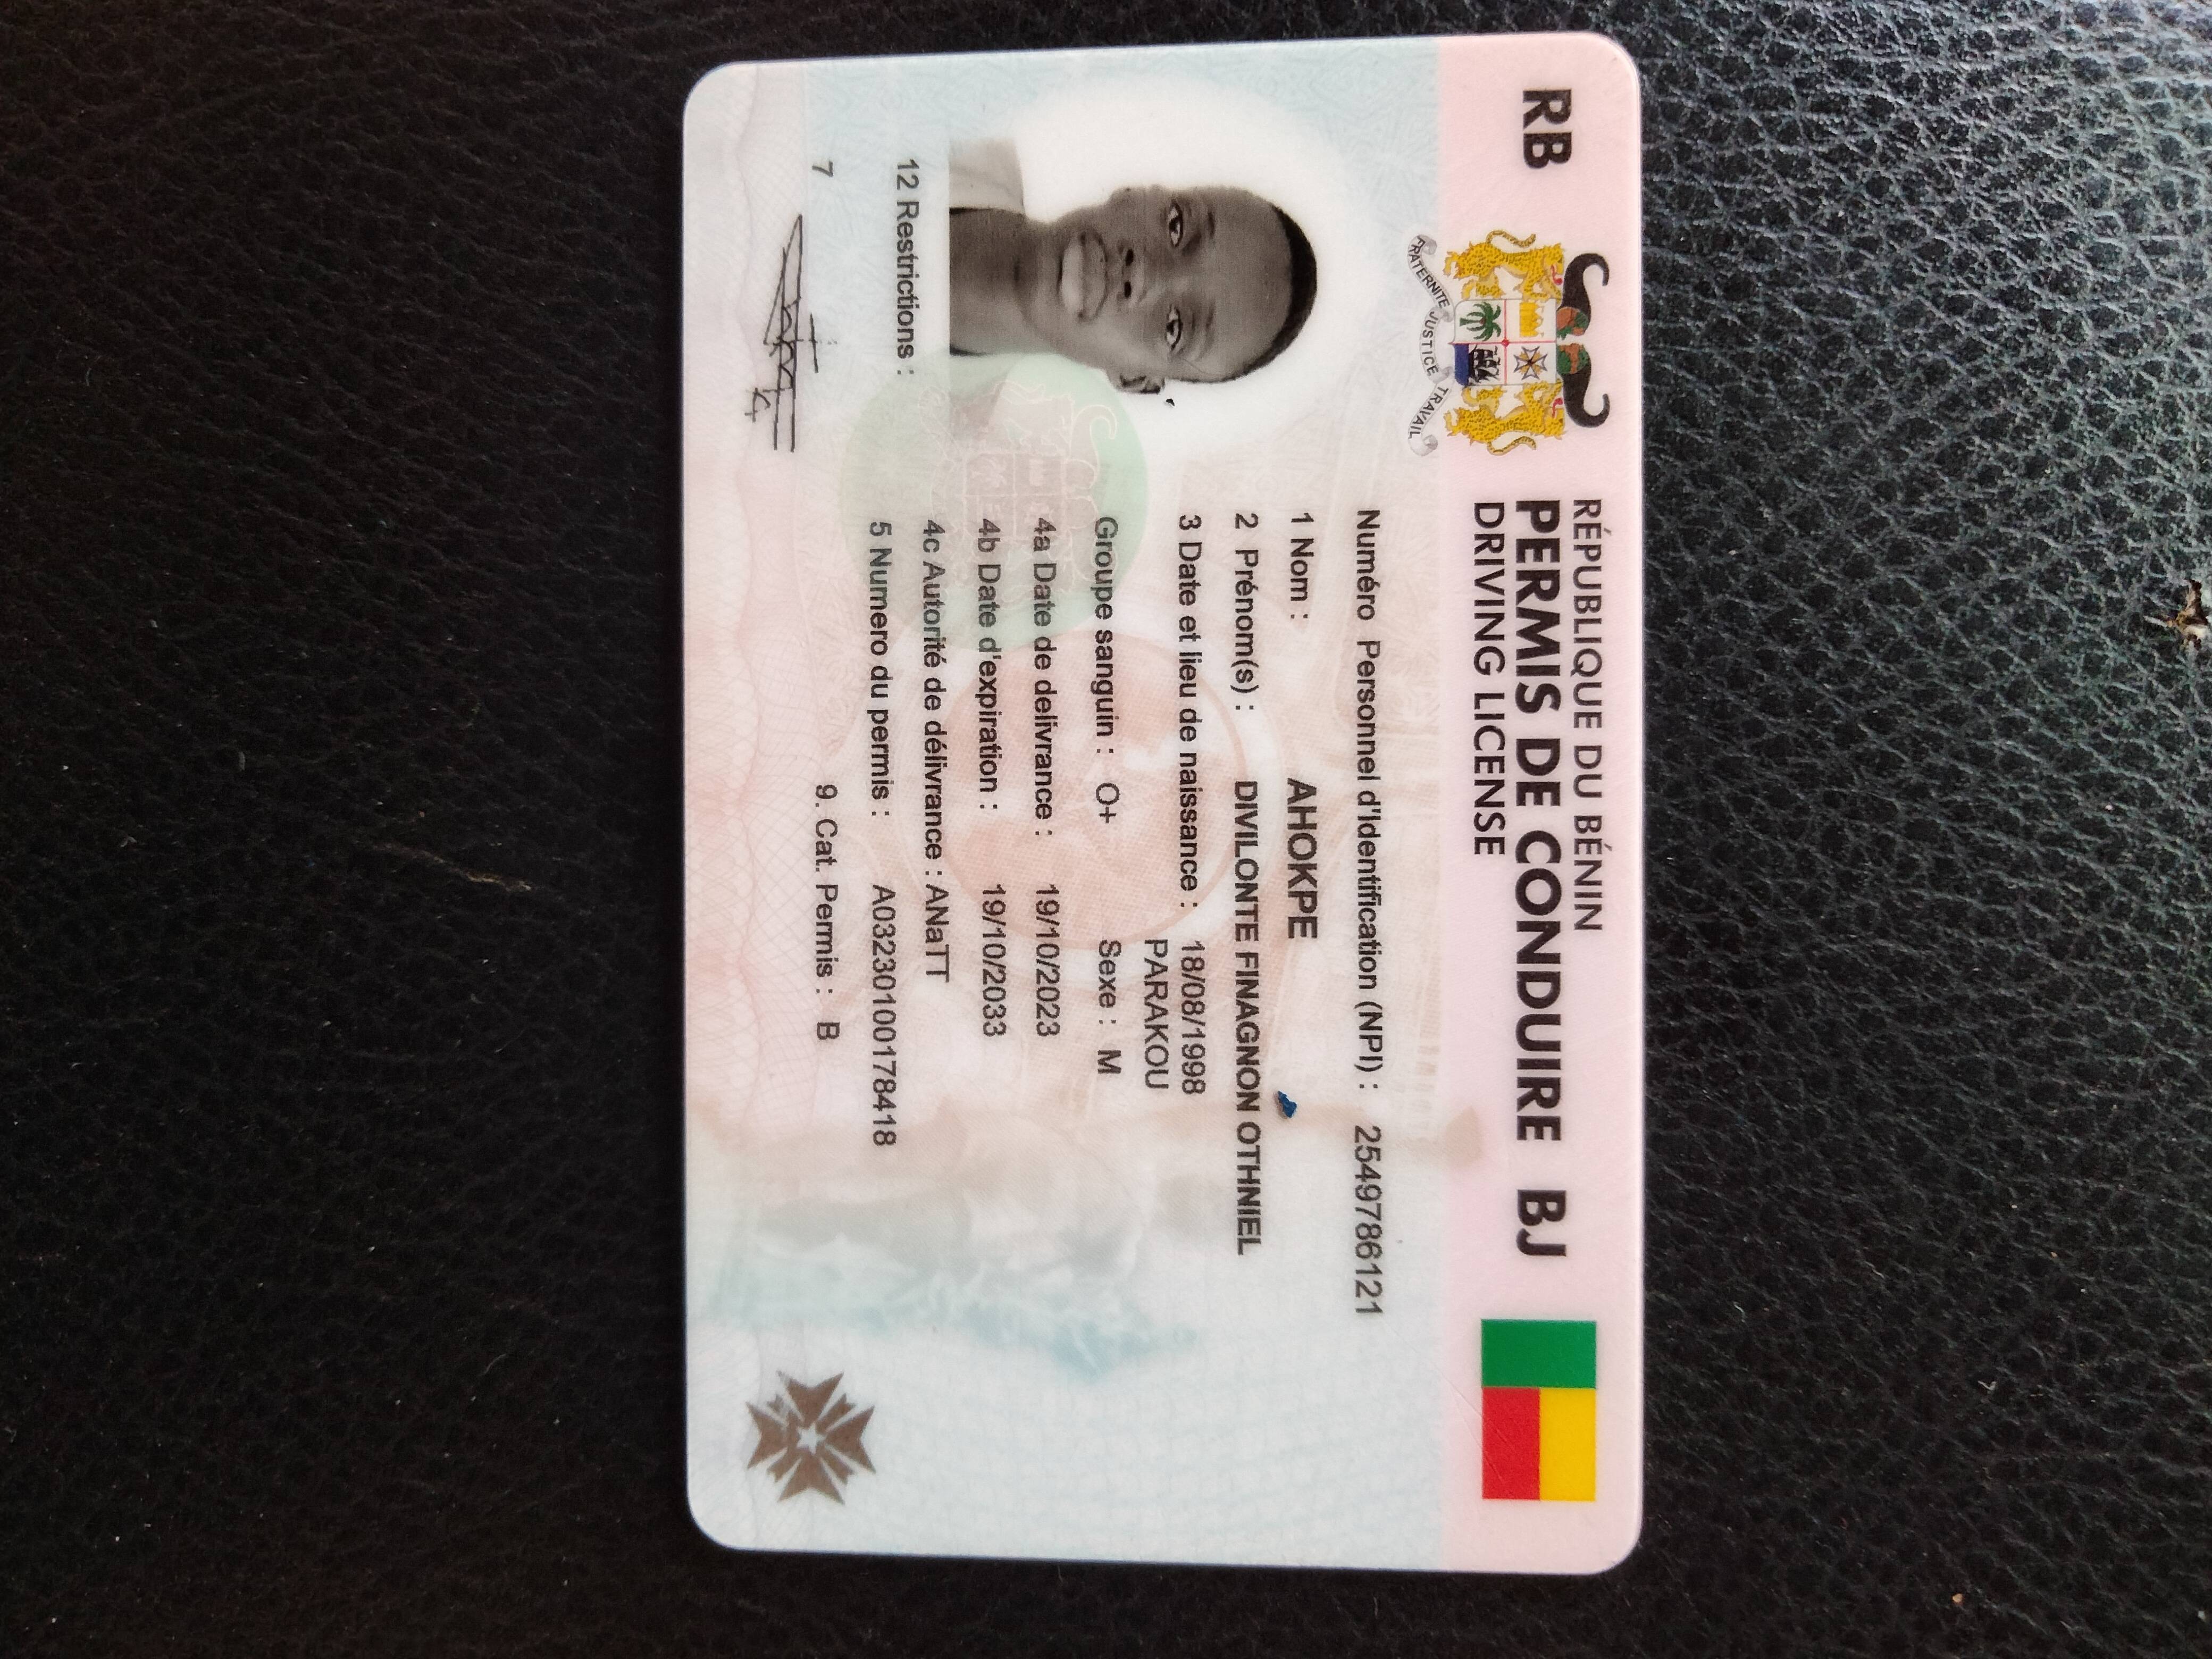 RB
FRATERNITÉ JUSTICE TRAVAIL
RÉPUBLIQUE DU BÉNIN
PERMIS DE CONDUIRE BJ
DRIVING LICENSE
Numéro Personnel d'Identification (NPI) : 2549786121
1 Nom : AHOKPE
2 Prénom(s) : DIVILONTE FINAGNON OTHNIEL
3 Date et lieu de naissance : 18/08/1998
PARAKOU
Groupe sanguin : O+ Sexe : M
4a Date de delivrance : 19/10/2023
4b Date d'expiration : 19/10/2033
4c Autorité de délivrance : ANaTT
5 Numero du permis : A03230100178418
12 Restrictions :
7
9. Cat. Permis : B